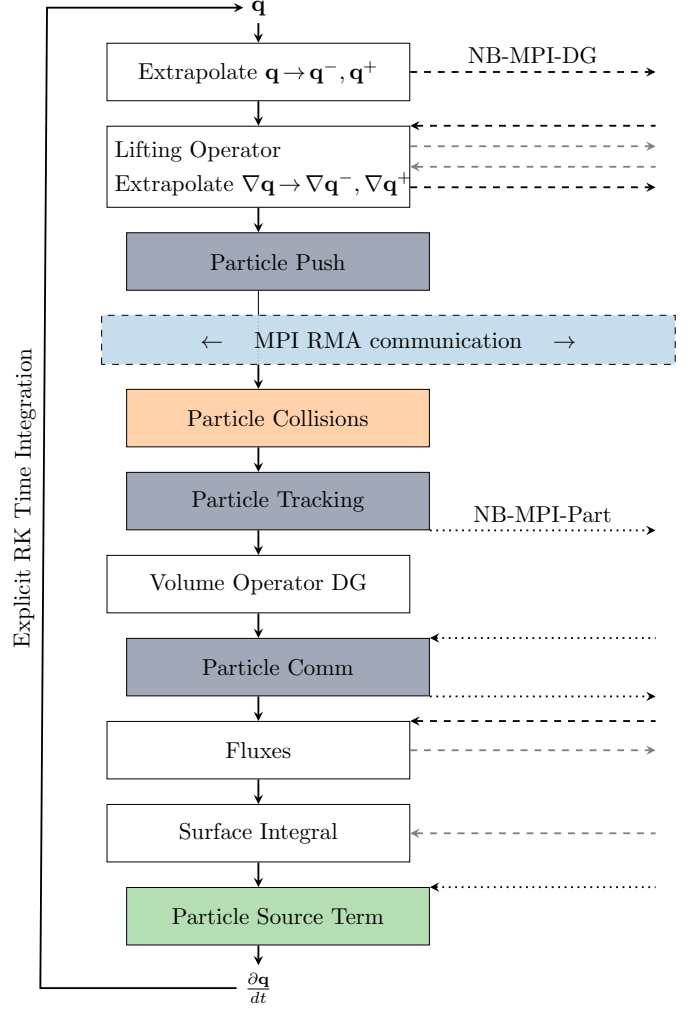 q
Extrapolate q → q⁻, q⁺
NB-MPI-DG
Lifting Operator
Extrapolate ∇q → ∇q⁻, ∇q⁺
Particle Push
← MPI RMA communication →
Particle Collisions
Particle Tracking
NB-MPI-Part
Volume Operator DG
Particle Comm
Fluxes
Surface Integral
Particle Source Term
∂q/dt
Explicit RK Time Integration